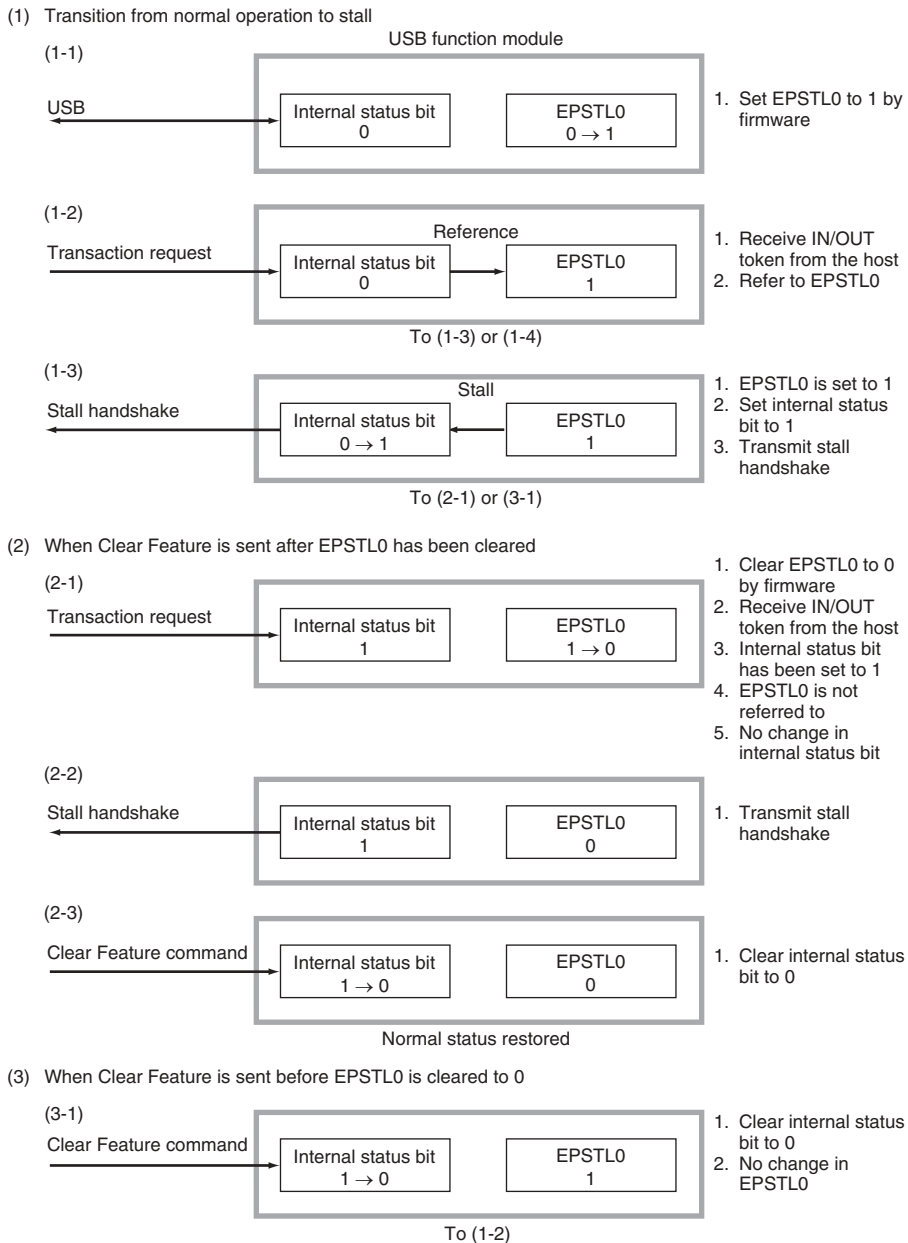 (1) Transition from normal operation to stall
(1-1)
USB function module
USB
Internal status bit
0
EPSTL0
0 → 1
1. Set EPSTL0 to 1 by
firmware
(1-2)
Transaction request
Reference
Internal status bit
0
EPSTL0
1
1. Receive IN/OUT
token from the host
2. Refer to EPSTL0
To (1-3) or (1-4)
(1-3)
Stall handshake
Stall
Internal status bit
0 → 1
EPSTL0
1
1. EPSTL0 is set to 1
2. Set internal status
bit to 1
3. Transmit stall
handshake
To (2-1) or (3-1)
(2) When Clear Feature is sent after EPSTL0 has been cleared
(2-1)
Transaction request
Internal status bit
1
EPSTL0
1 → 0
1. Clear EPSTL0 to 0
by firmware
2. Receive IN/OUT
token from the host
3. Internal status bit
has been set to 1
4. EPSTL0 is not
referred to
5. No change in
internal status bit
(2-2)
Stall handshake
Internal status bit
1
EPSTL0
0
1. Transmit stall
handshake
(2-3)
Clear Feature command
Internal status bit
1 → 0
EPSTL0
0
1. Clear internal status
bit to 0
Normal status restored
(3) When Clear Feature is sent before EPSTL0 is cleared to 0
(3-1)
Clear Feature command
Internal status bit
1 → 0
EPSTL0
1
1. Clear internal status
bit to 0
2. No change in
EPSTL0
To (1-2)